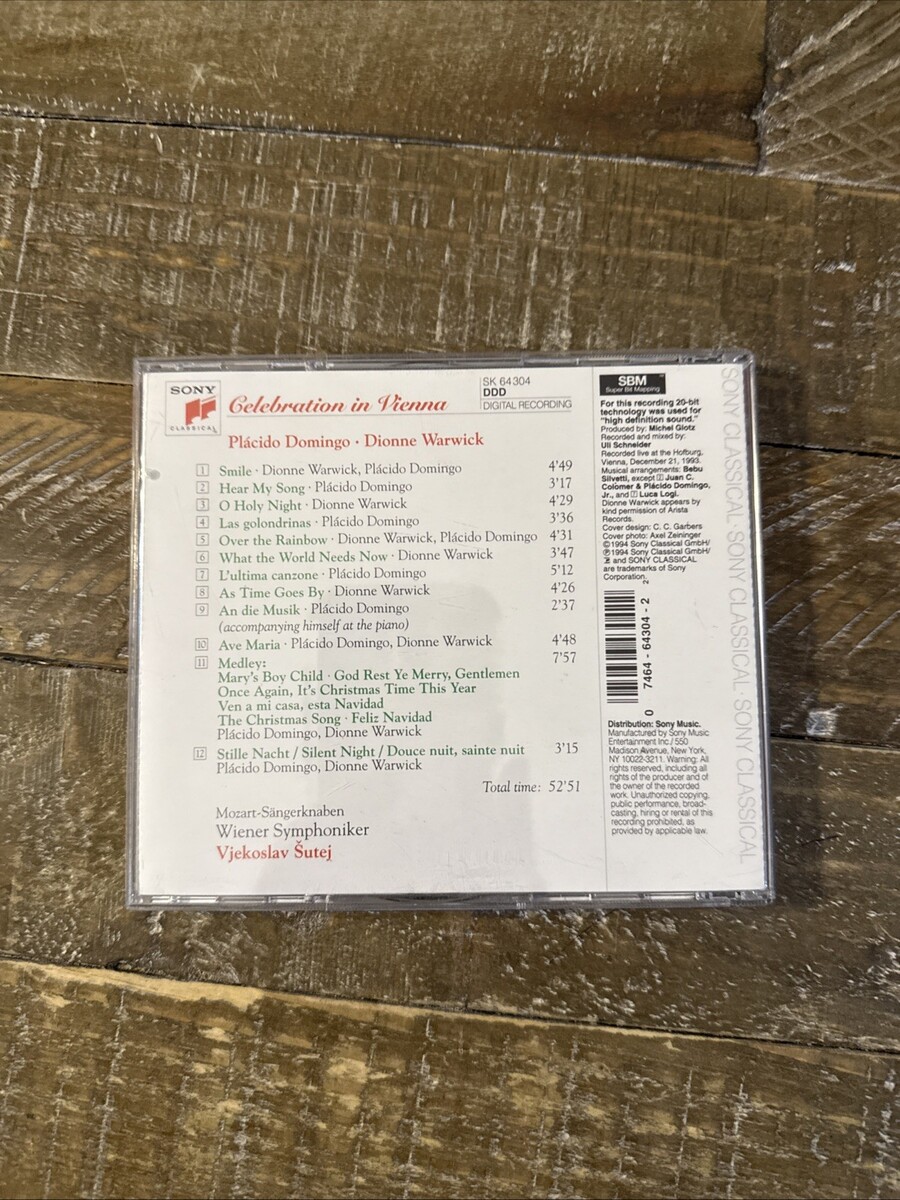 SONY
CLASSICAL
Celebration in Vienna
SK 64304
DDD
DIGITAL RECORDING
Plácido Domingo · Dionne Warwick
1 Smile · Dionne Warwick, Plácido Domingo 4'49
2 Hear My Song · Plácido Domingo 3'17
3 O Holy Night · Dionne Warwick 4'29
4 Las golondrinas · Plácido Domingo 3'36
5 Over the Rainbow · Dionne Warwick, Plácido Domingo 4'31
6 What the World Needs Now · Dionne Warwick 3'47
7 L'ultima canzone · Plácido Domingo 5'12
8 As Time Goes By · Dionne Warwick 4'26
9 An die Musik · Plácido Domingo 2'37
(accompanying himself at the piano)
10 Ave Maria · Plácido Domingo, Dionne Warwick 4'48
11 Medley: 7'57
Mary's Boy Child · God Rest Ye Merry, Gentlemen
Once Again, It's Christmas Time This Year
Ven a mi casa, esta Navidad
The Christmas Song · Feliz Navidad
Plácido Domingo, Dionne Warwick
12 Stille Nacht / Silent Night / Douce nuit, sainte nuit 3'15
Plácido Domingo, Dionne Warwick
Total time: 52'51
Mozart-Sängerknaben
Wiener Symphoniker
Vjekoslav Šutej
SBM™
Super Bit Mapping
For this recording 20-bit
technology was used for
"high definition sound."
Produced by: Michel Glotz
Recorded and mixed by:
Uli Schneider
Recorded live at the Hofburg,
Vienna, December 21, 1993.
Musical arrangements: Bebu
Silvetti, except Juan C.
Colomer & Plácido Domingo,
Jr., and Luca Logi.
Dionne Warwick appears by
kind permission of Arista
Records.
Cover design: C. C. Garbers
Cover photo: Axel Zeininger
©1994 Sony Classical GmbH/
℗1994 Sony Classical GmbH/
and SONY CLASSICAL
are trademarks of Sony
Corporation.
0 7464-64304-2 2
Distribution: Sony Music.
Manufactured by Sony Music
Entertainment Inc./550
Madison Avenue, New York,
NY 10022-3211. Warning: All
rights reserved, including all
rights of the producer and of
the owner of the recorded
work. Unauthorized copying,
public performance, broad-
casting, hiring or rental of this
recording prohibited, as
provided by applicable law.
SONY CLASSICAL · SONY CLASSICAL · SONY CLASSICAL